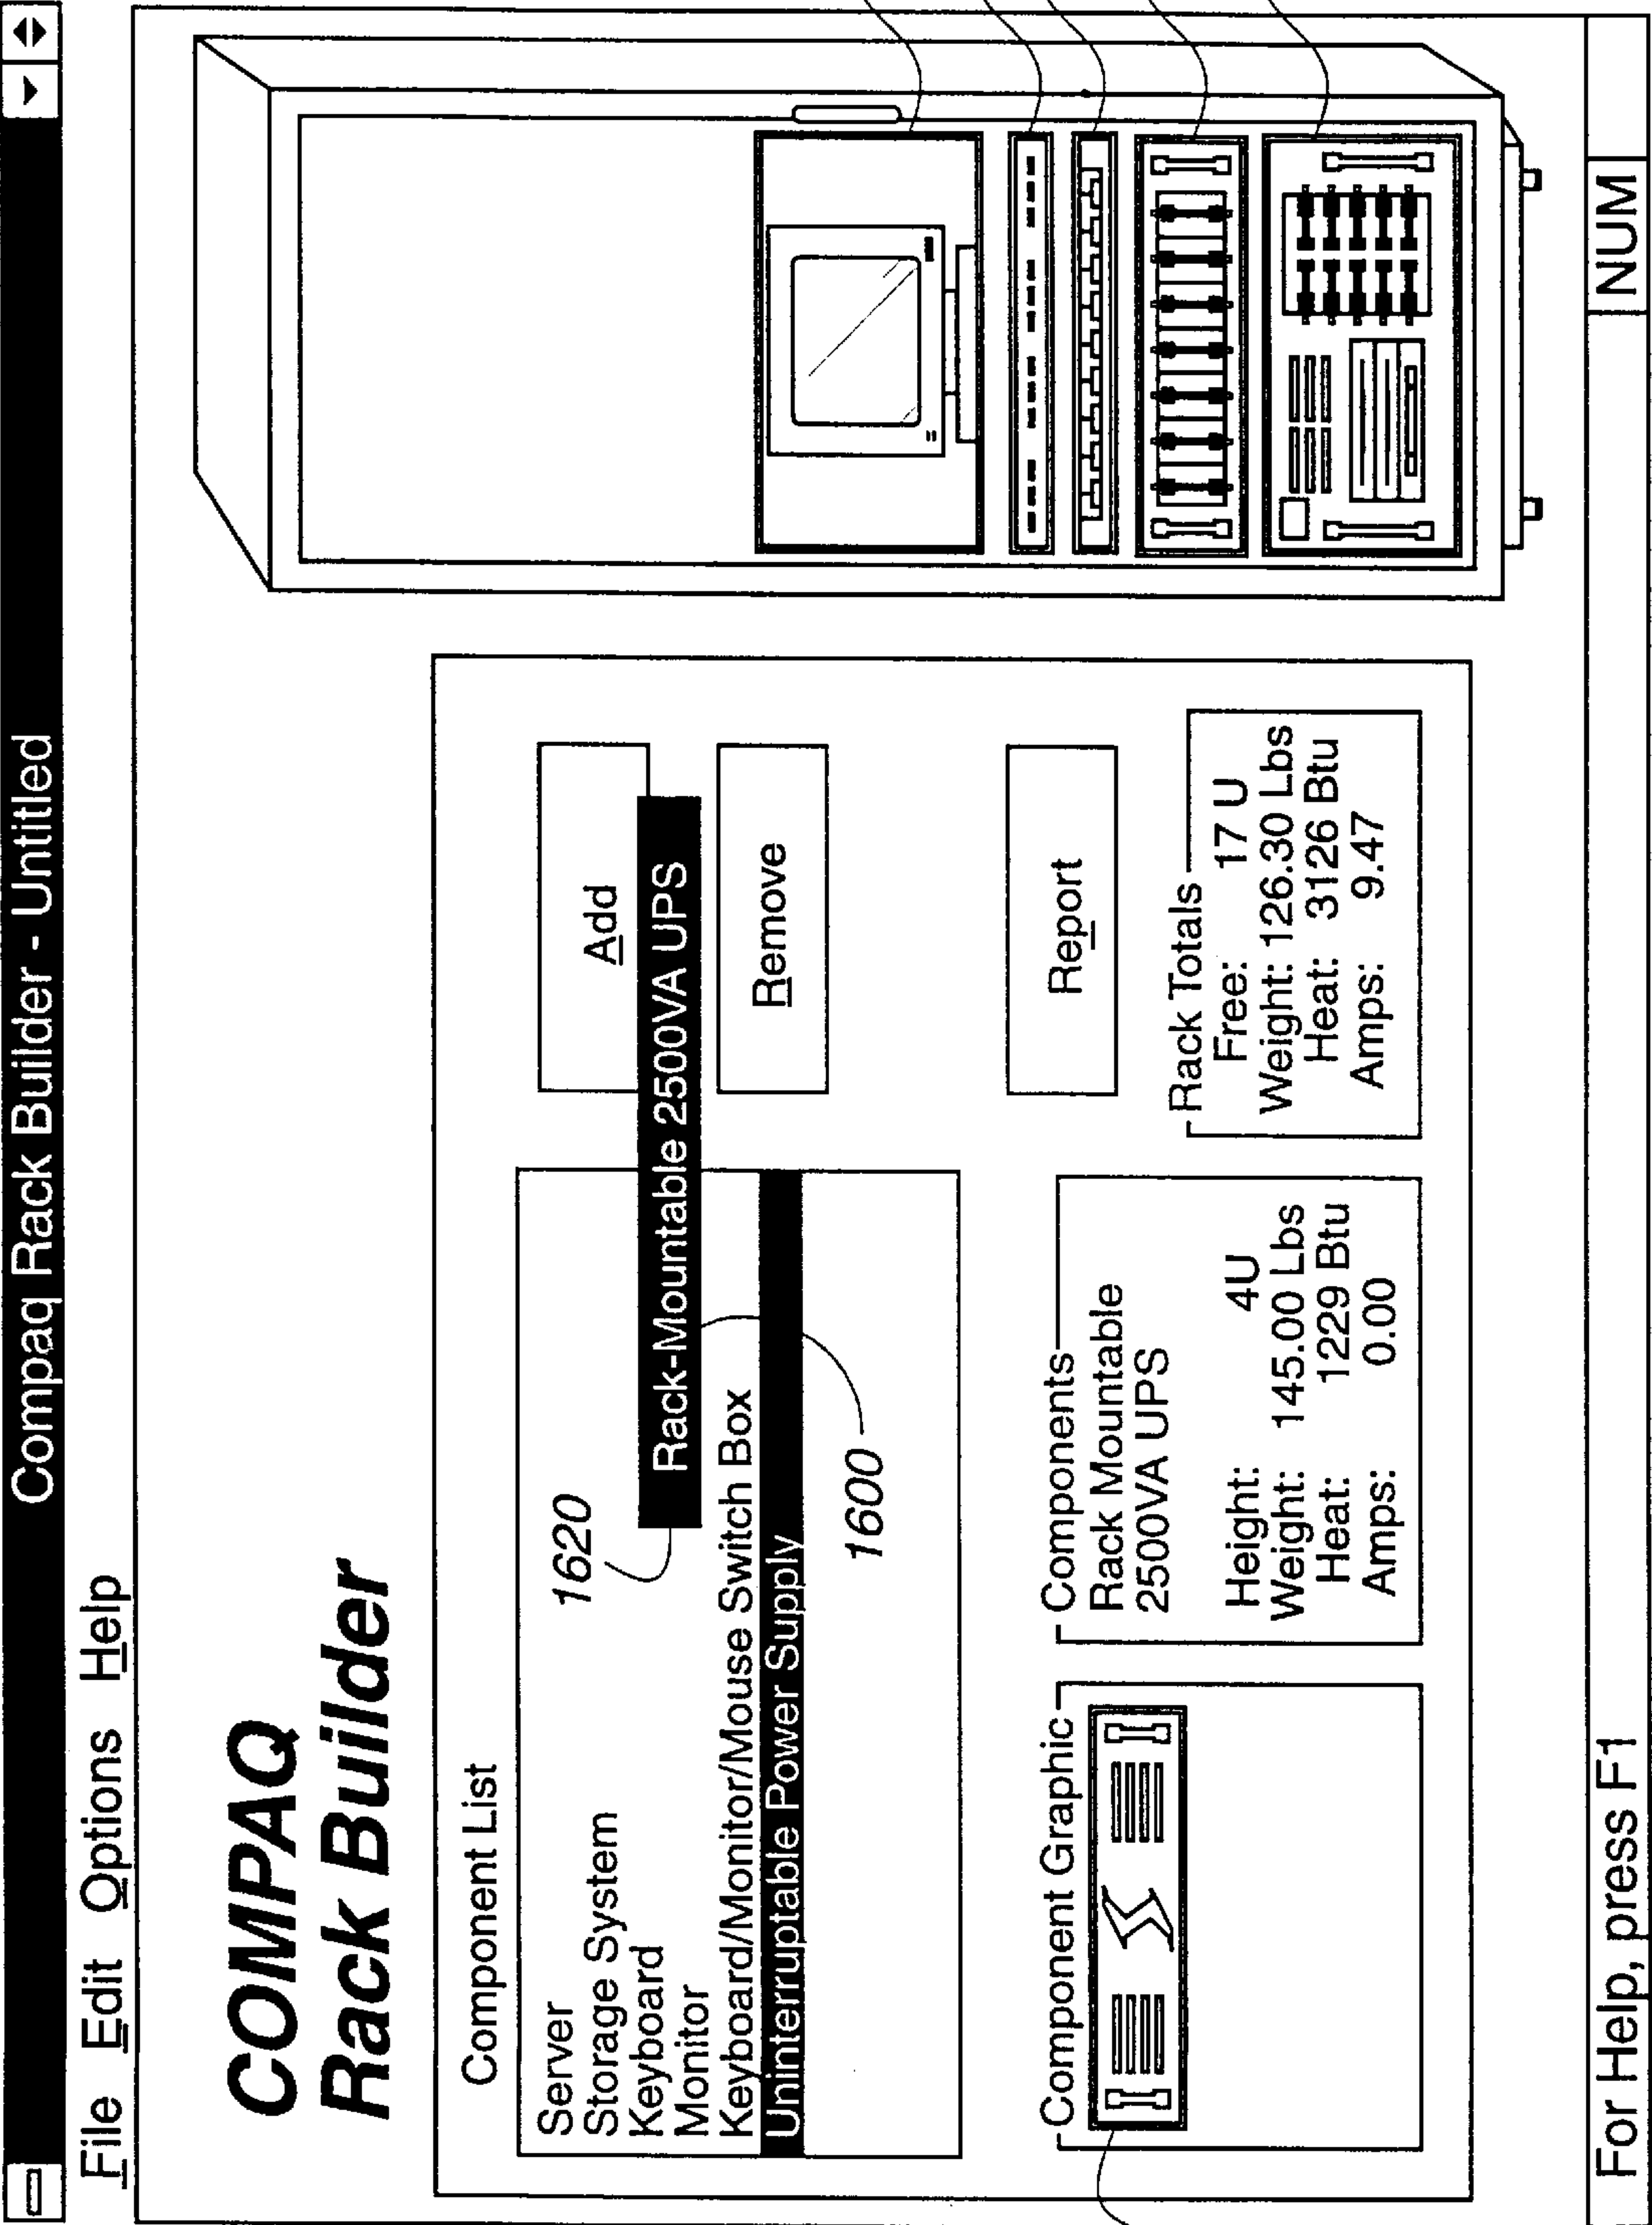 Compaq Rack Builder - Untitled
File Edit Options Help
COMPAQ
Rack Builder
Component List
Server
Storage System
Keyboard
Monitor
Keyboard/Monitor/Mouse Switch Box
Uninterruptable Power Supply
1620
Rack-Mountable 2500VA UPS
1600
Add
Remove
Report
Component Graphic
Components
Rack Mountable
2500VA UPS
Height: 4U
Weight: 145.00 Lbs
Heat: 1229 Btu
Amps: 0.00
Rack Totals
Free: 17 U
Weight: 126.30 Lbs
Heat: 3126 Btu
Amps: 9.47
For Help, press F1
NUM